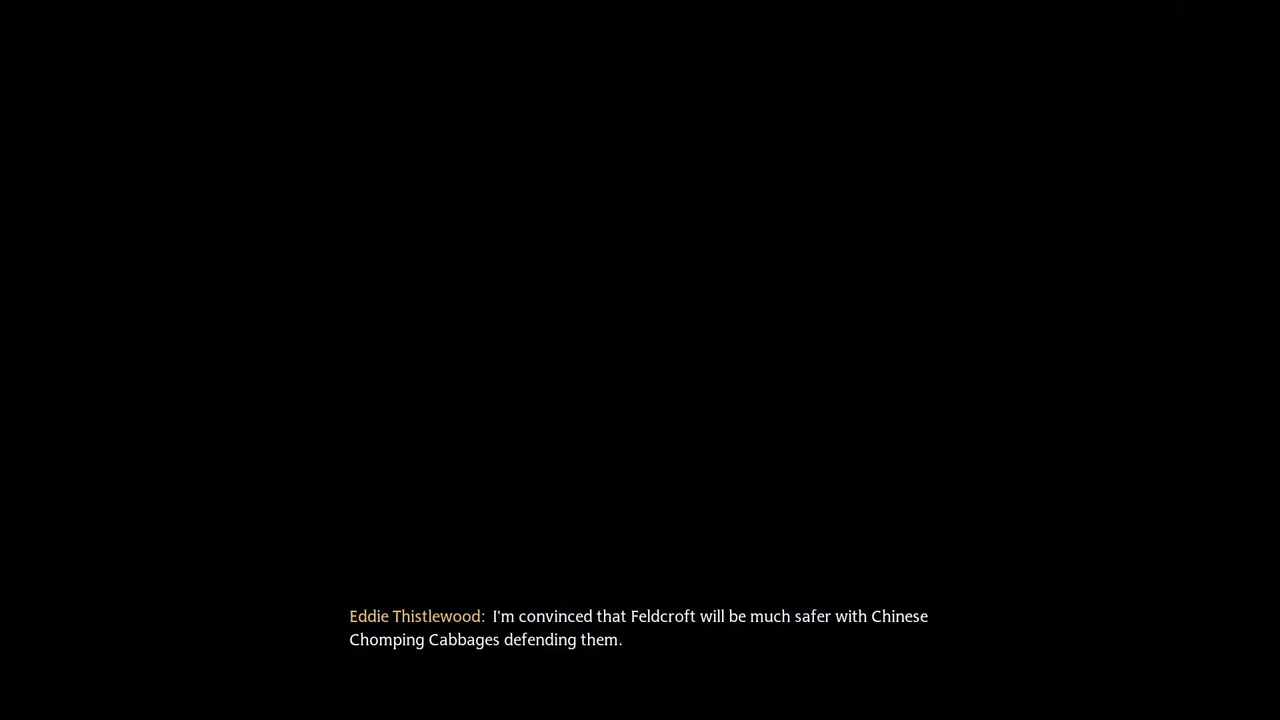 Eddie Thistlewood: I'm convinced that Feldcroft will be much safer with Chinese
Chomping Cabbages defending them.